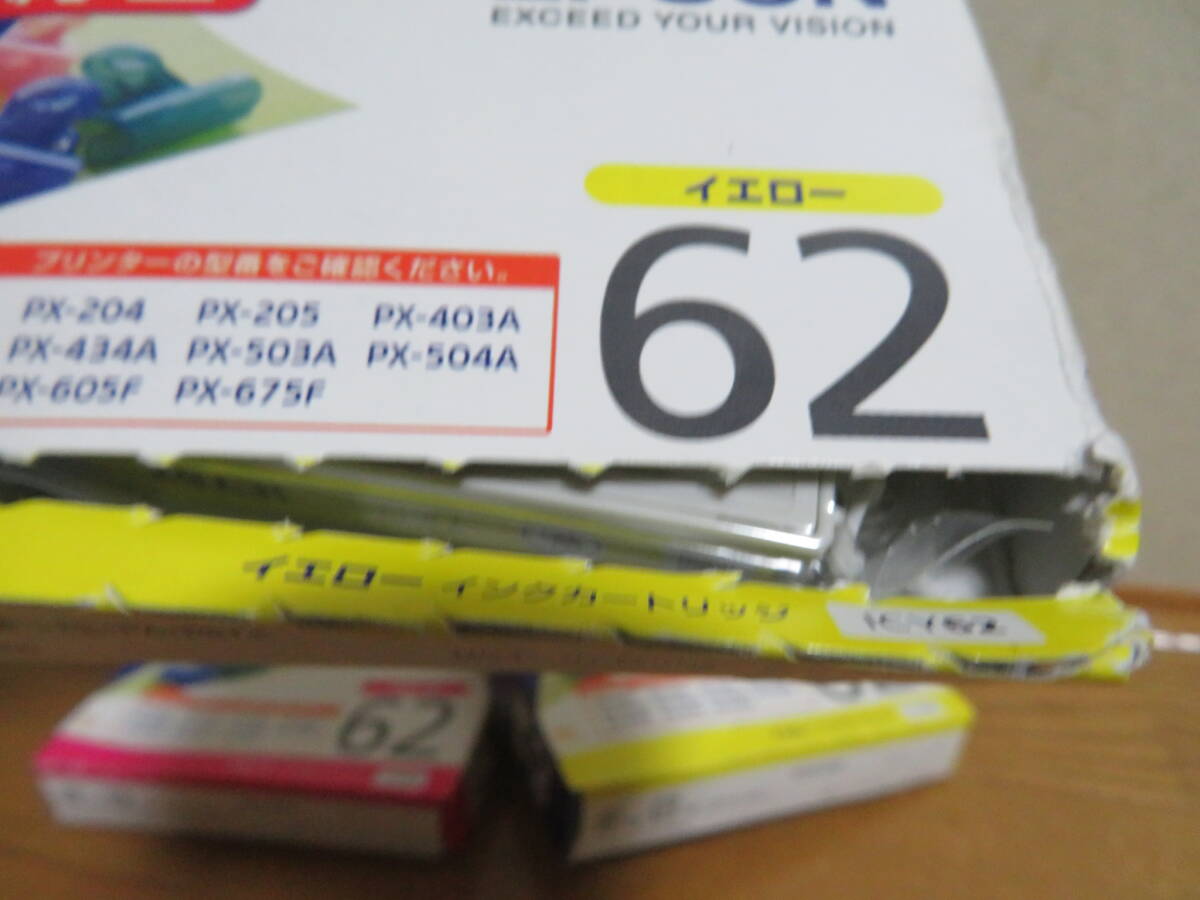 EXCEED YOUR VISION
イエロー
62
プリンターの型番をご確認ください。
PX-204 PX-205 PX-403A
PX-434A PX-503A PX-504A
PX-605F PX-675F
イエロー インクカートリッジ ICY62
62